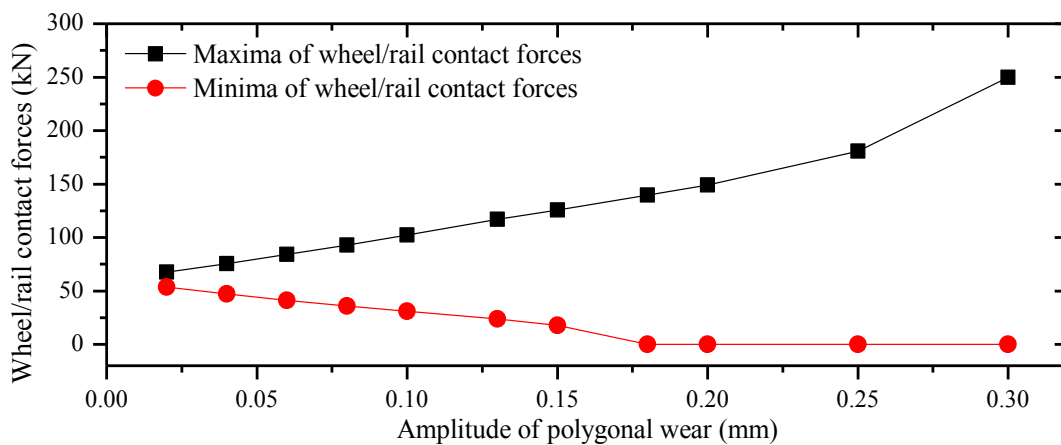 300
250
200
150
100
50
0
Wheel/rail contact forces (kN)
Maxima of wheel/rail contact forces
Minima of wheel/rail contact forces
0.00 0.05 0.10 0.15 0.20 0.25 0.30
Amplitude of polygonal wear (mm)